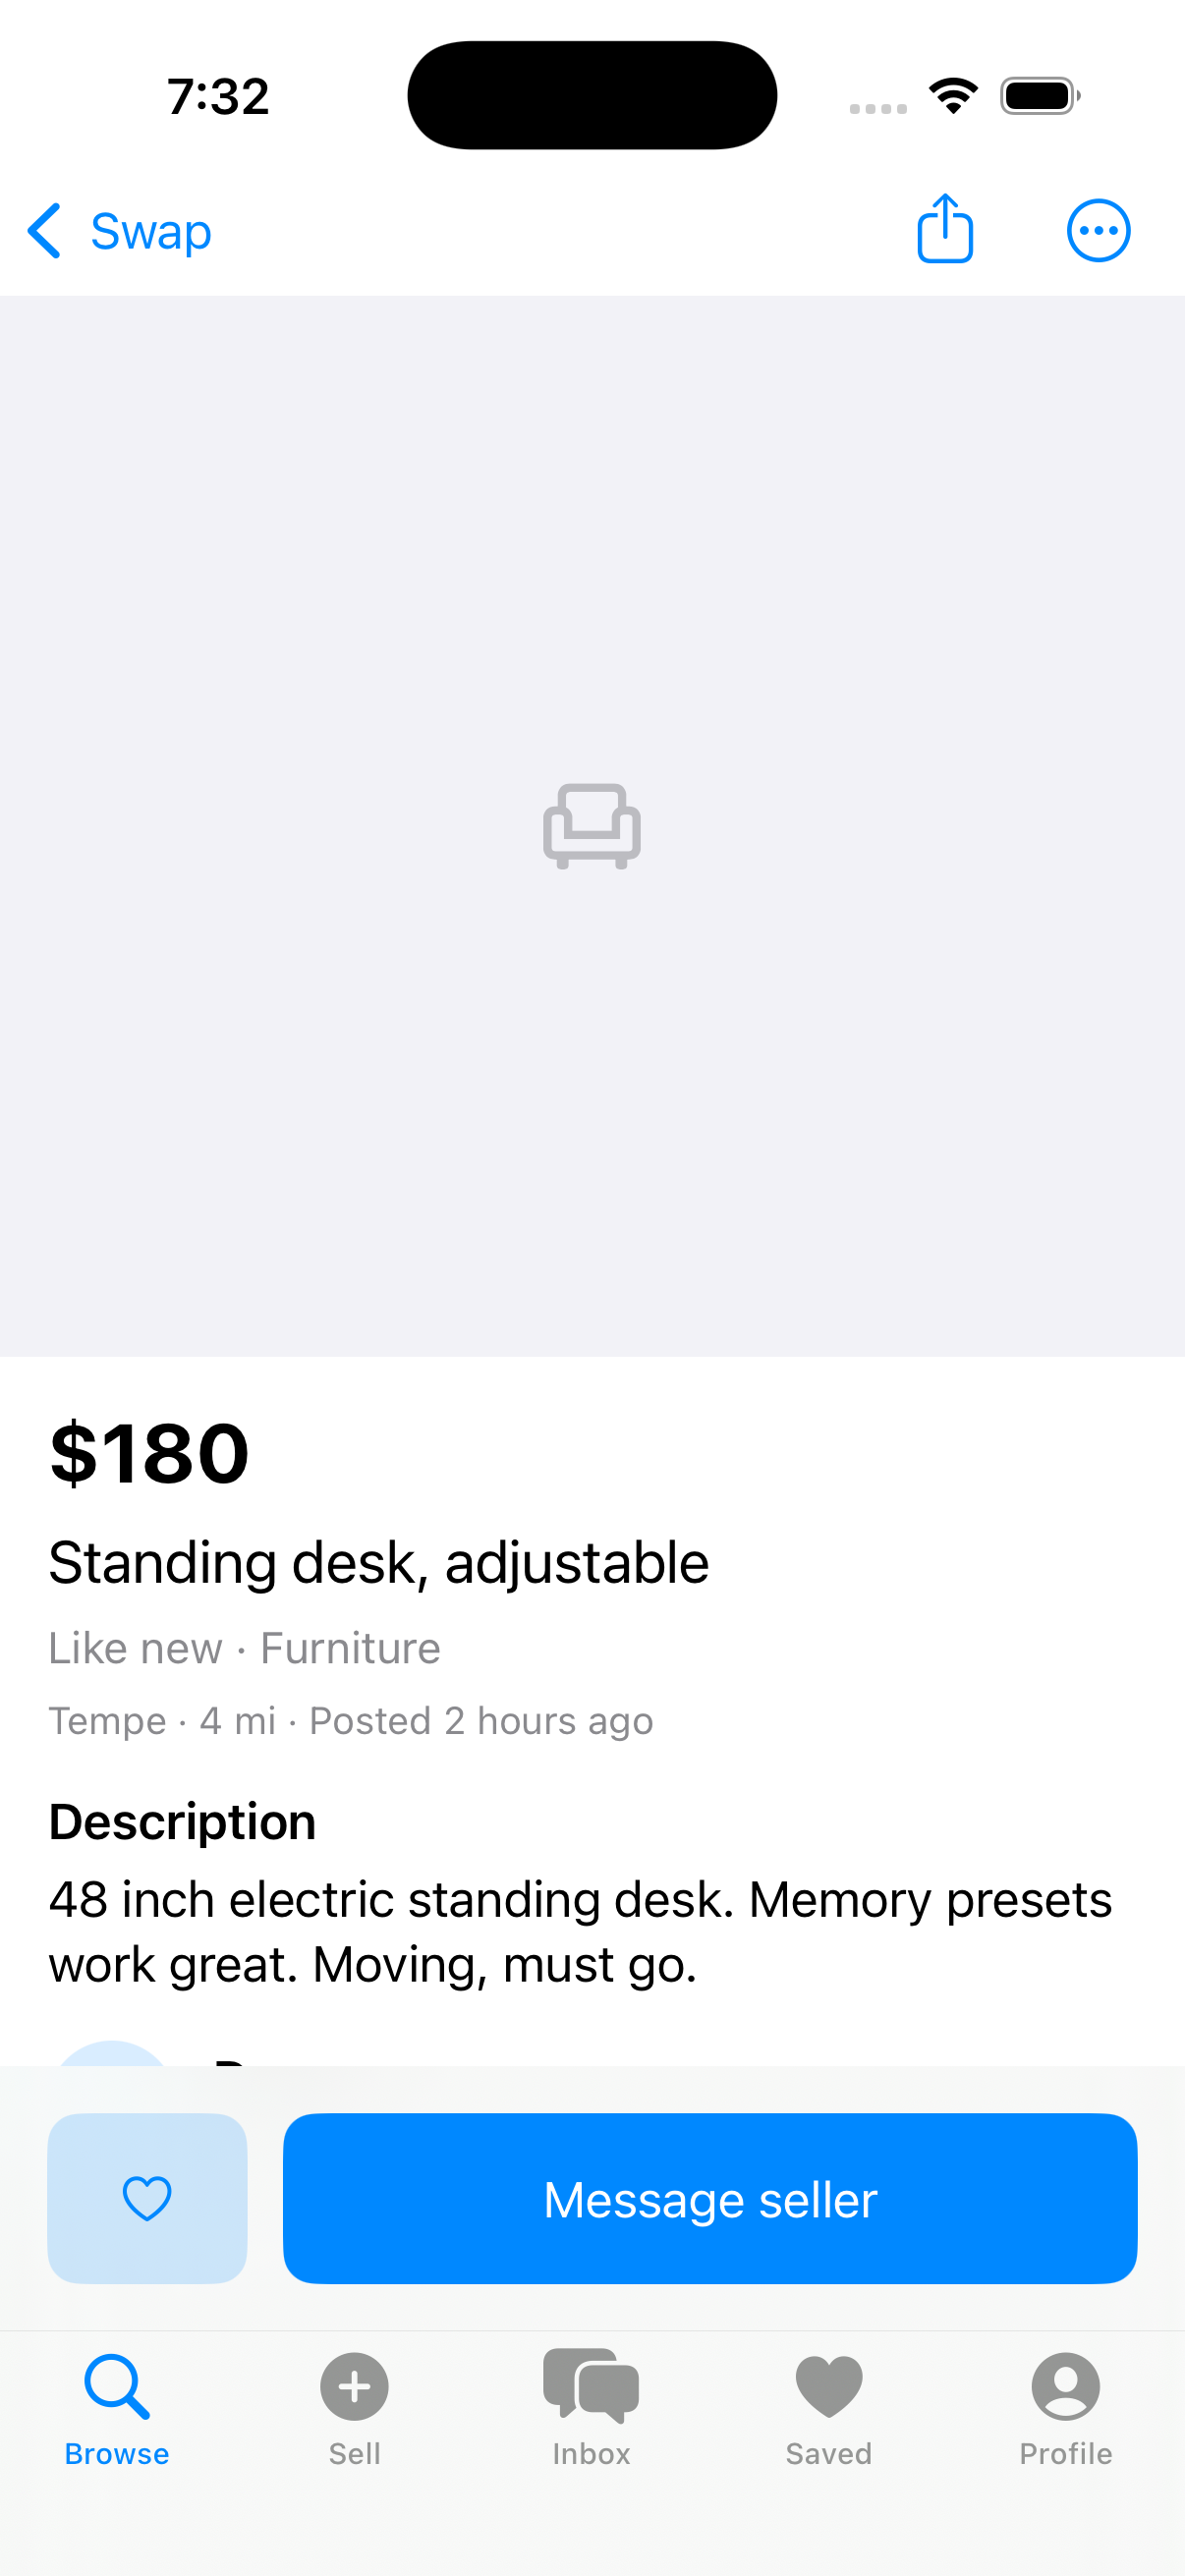 7:32
Swap
$180
Standing desk, adjustable
Like new · Furniture
Tempe · 4 mi · Posted 2 hours ago
Description
48 inch electric standing desk. Memory presets
work great. Moving, must go.
Message seller
Browse
Sell
Inbox
Saved
Profile